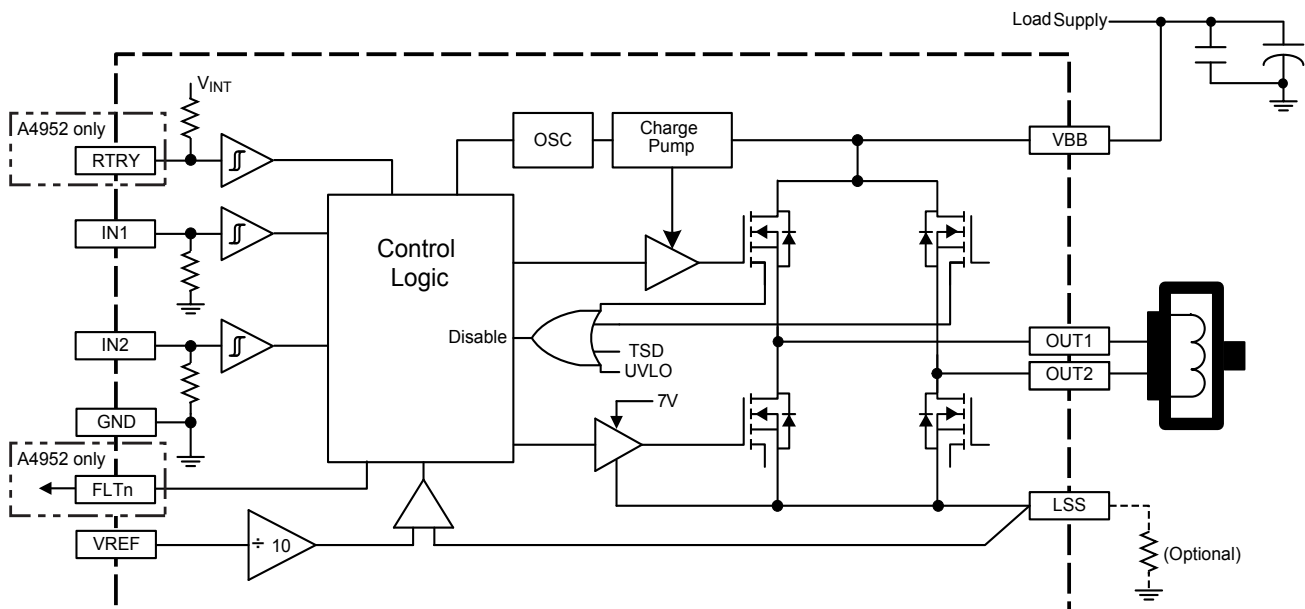 Load Supply
VINT
A4952 only
RTRY
OSC
Charge
Pump
VBB
IN1
Control
Logic
IN2
Disable
TSD
UVLO
OUT1
OUT2
GND
7V
A4952 only
FLTn
LSS
VREF
÷ 10
(Optional)